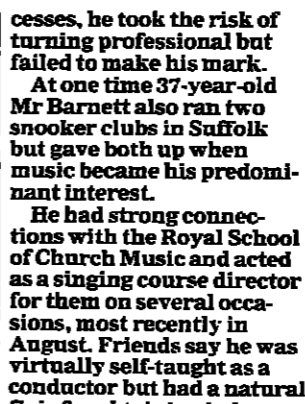 cesses, he took the risk of
turning professional but
failed to make his mark.
At one time 37-year-old
Mr Barnett also ran two
snooker clubs in Suffolk
but gave both up when
music became his predomi-
nant interest.
He had strong connec-
tions with the Royal School
of Church Music and acted
as a singing course director
for them on several occa-
sions, most recently in
August. Friends say he was
virtually self-taught as a
conductor but had a natural